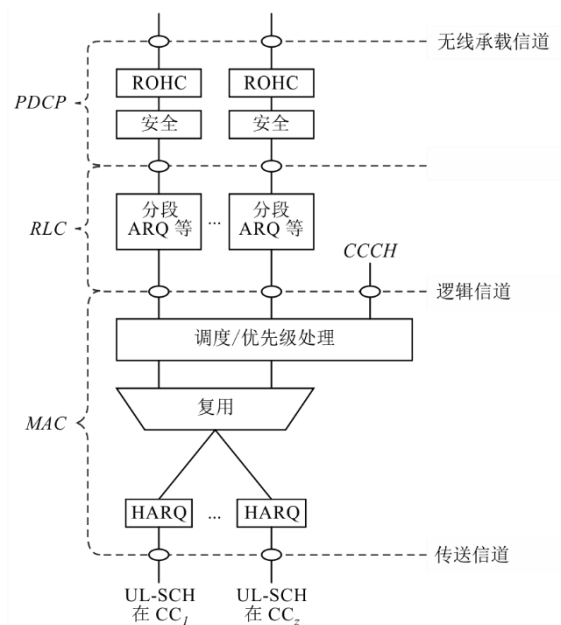 无线承载信道
ROHC ROHC
PDCP
安全 安全
分段 ... 分段
ARQ 等 ARQ 等
RLC
CCCH
逻辑信道
调度/优先级处理
复用
MAC
HARQ ... HARQ
传送信道
UL-SCH UL-SCH
在 CC1 在 CCz